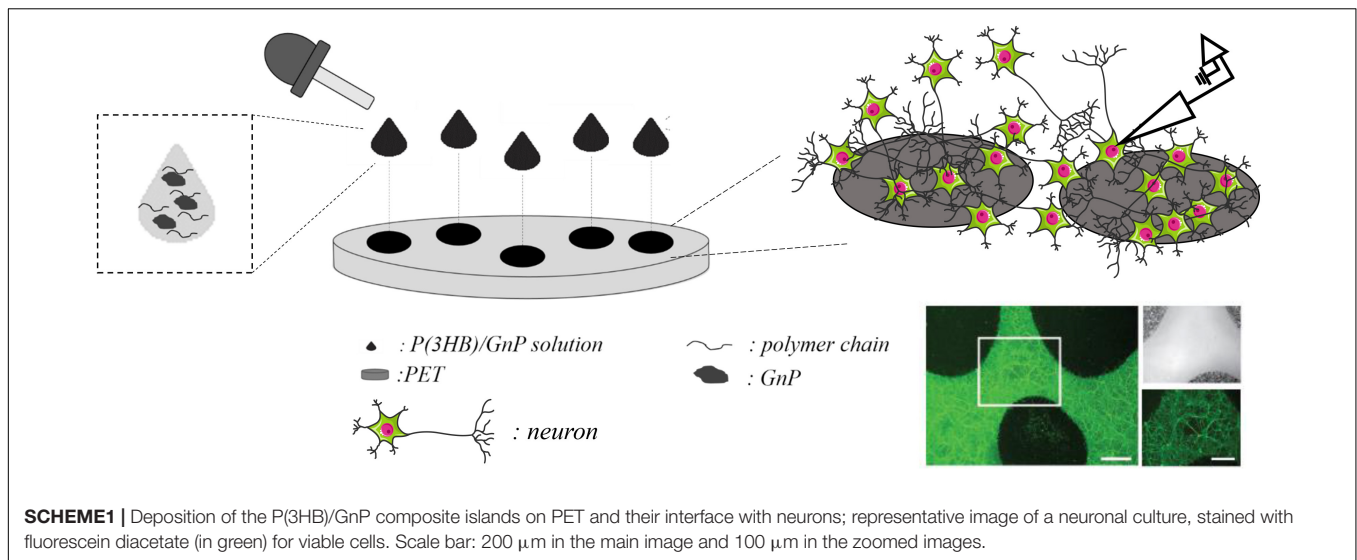 : P(3HB)/GnP solution
: polymer chain
:PET
: GnP
: neuron
SCHEME1 | Deposition of the P(3HB)/GnP composite islands on PET and their interface with neurons; representative image of a neuronal culture, stained with
fluorescein diacetate (in green) for viable cells. Scale bar: 200 μm in the main image and 100 μm in the zoomed images.